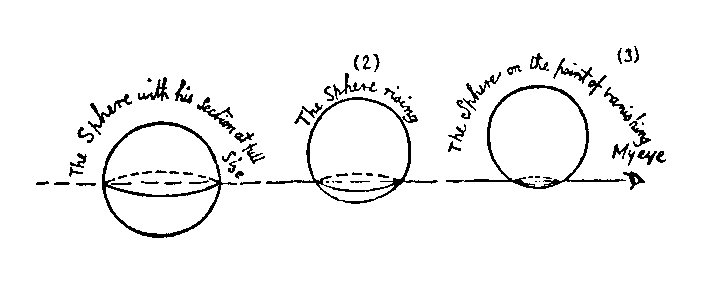 The Sphere with his section at full
size
(2)
The Sphere rising
(3)
The Sphere on the point of vanishing
My eye